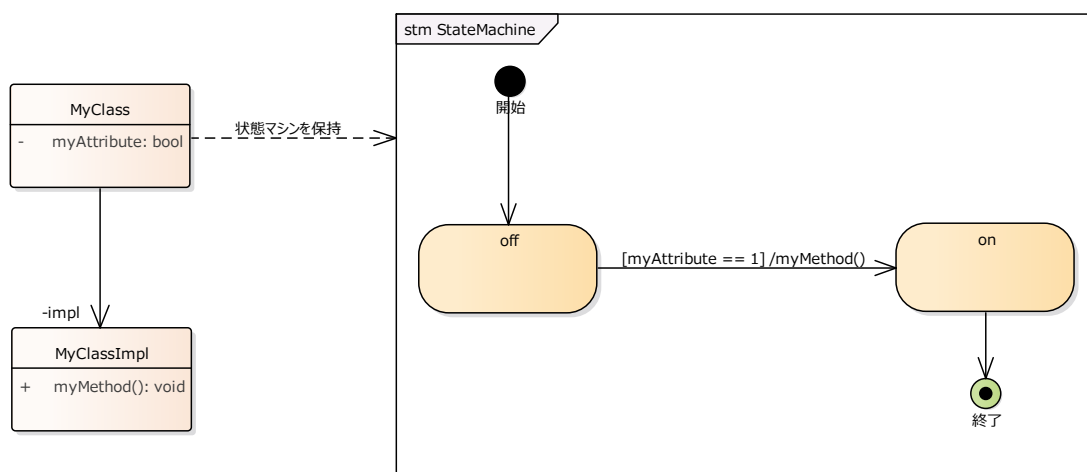 stm StateMachine
開始
MyClass
- myAttribute: bool
状態マシンを保持
off
on
[myAttribute == 1] /myMethod()
-impl
MyClassImpl
+ myMethod(): void
終了